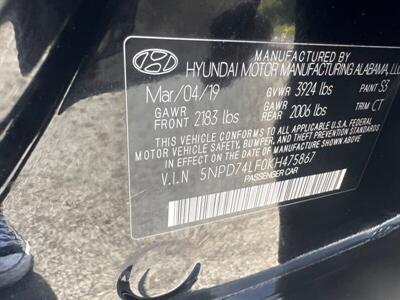 MANUFACTURED BY
HYUNDAI MOTOR MANUFACTURING ALABAMA, LLC
Mar/04/19 GVWR 3924 lbs PAINT S3
GAWR FRONT 2183 lbs GAWR REAR 2006 lbs TRIM CT
THIS VEHICLE CONFORMS TO ALL APPLICABLE FEDERAL
MOTOR VEHICLE SAFETY, BUMPER, AND THEFT PREVENTION STANDARDS
IN EFFECT ON THE DATE OF MANUFACTURE SHOWN ABOVE.
V.I.N 5NPD74LF0KH475867
PASSENGER CAR